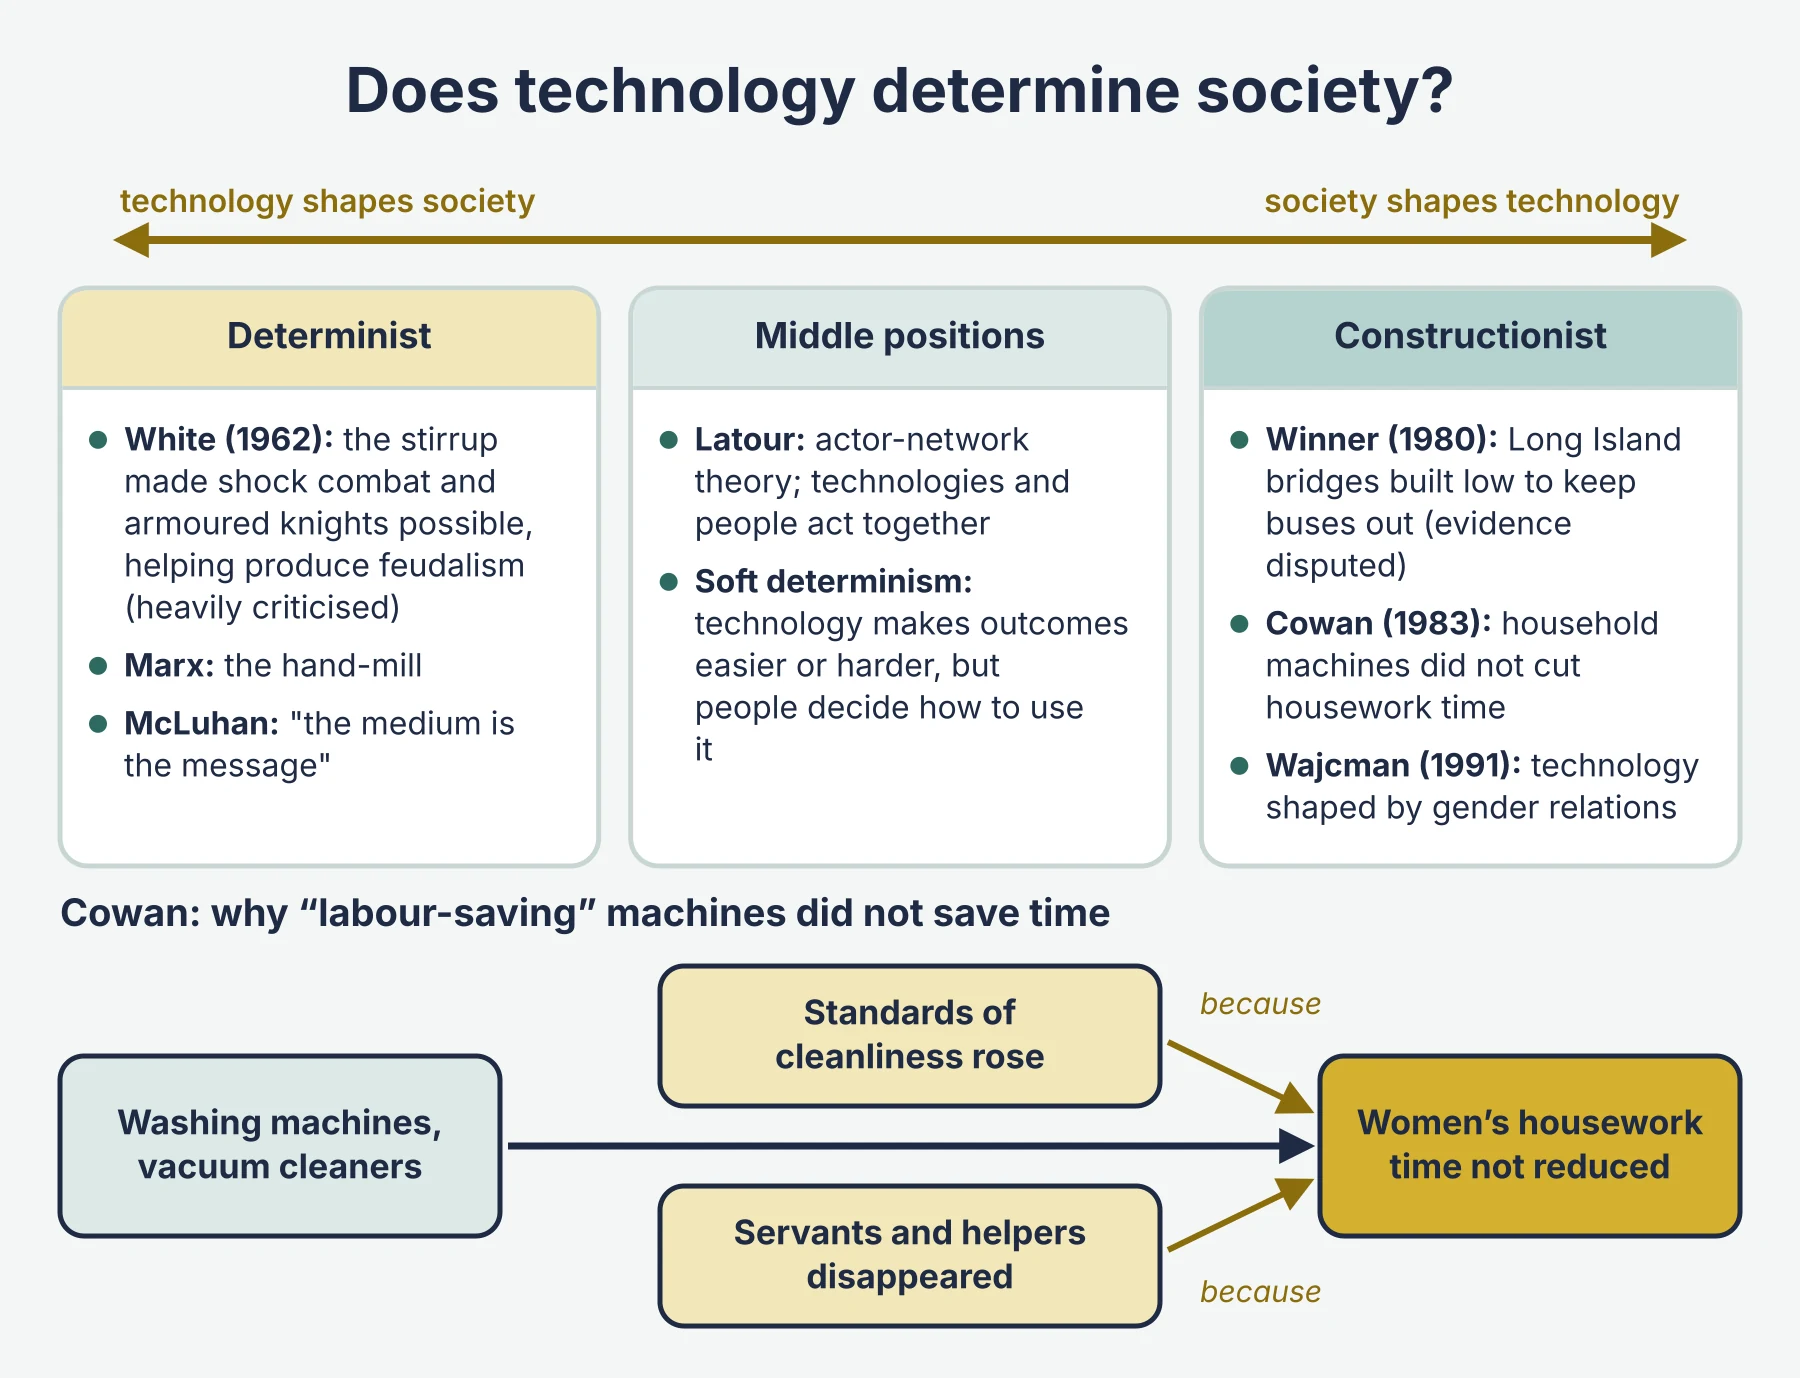 Does technology determine society?
technology shapes society
society shapes technology
Determinist
White (1962): the stirrup
made shock combat and
armoured knights possible,
helping produce feudalism
(heavily criticised)
Marx: the hand-mill
McLuhan: "the medium is
the message"
Middle positions
Latour: actor-network
theory; technologies and
people act together
Soft determinism:
technology makes outcomes
easier or harder, but
people decide how to use
it
Constructionist
Winner (1980): Long Island
bridges built low to keep
buses out (evidence
disputed)
Cowan (1983): household
machines did not cut
housework time
Wajcman (1991): technology
shaped by gender relations
Cowan: why “labour-saving” machines did not save time
Washing machines,
vacuum cleaners
Standards of
cleanliness rose
because
Servants and helpers
disappeared
because
Women’s housework
time not reduced